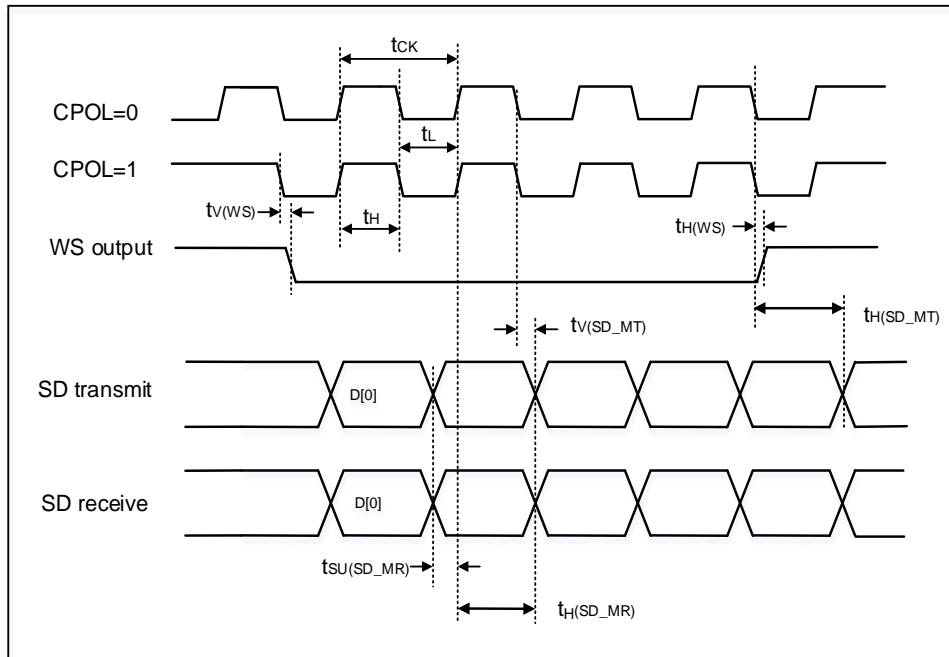 tCK
CPOL=0
tL
CPOL=1
tV(WS)
tH
tH(WS)
WS output
tH(SD_MT)
tV(SD_MT)
SD transmit
D[0]
SD receive
D[0]
tSU(SD_MR)
tH(SD_MR)